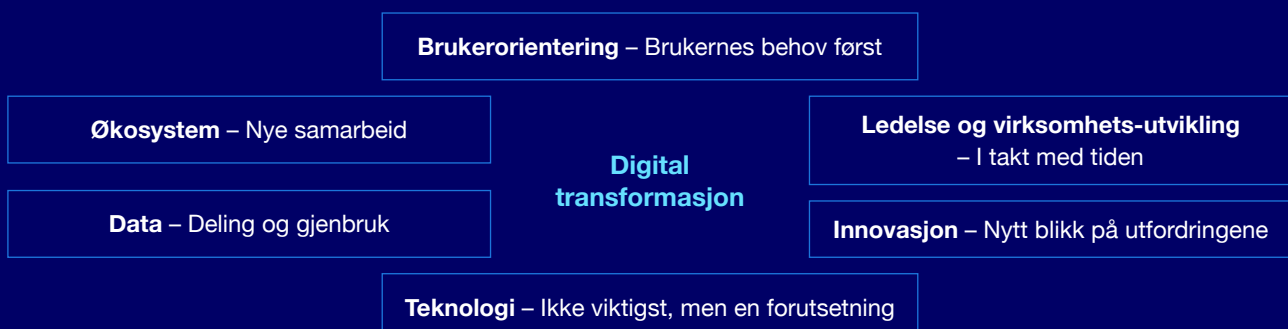 Brukerorientering – Brukernes behov først
Økosystem – Nye samarbeid
Ledelse og virksomhets-utvikling
– I takt med tiden
Digital
transformasjon
Data – Deling og gjenbruk
Innovasjon – Nytt blikk på utfordringene
Teknologi – Ikke viktigst, men en forutsetning